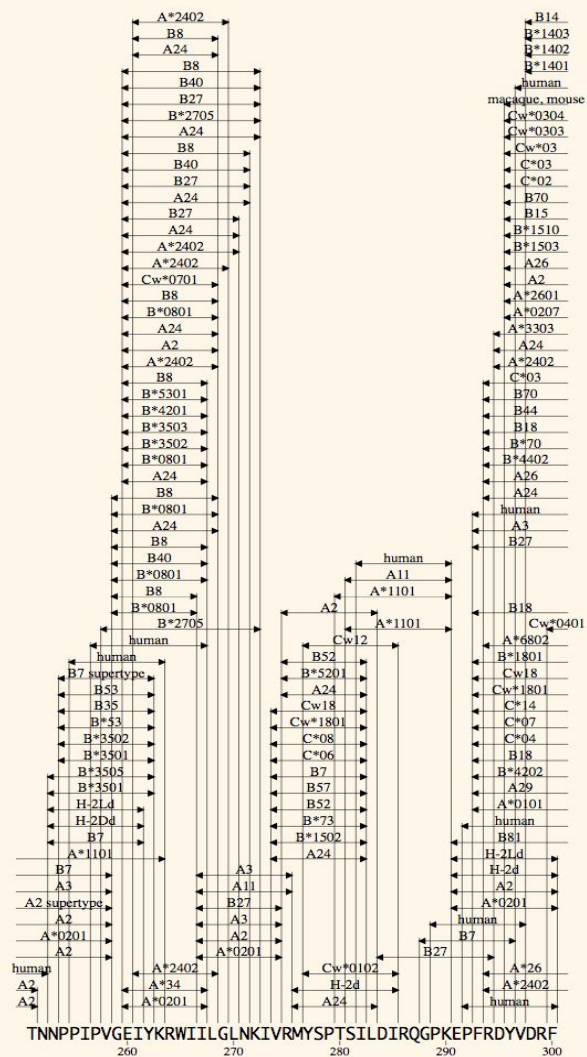 A*2402 B14
B8 B*1403
A24 B*1402
B8 B*1401
B40 human
B27 macaque, mouse
B*2705 Cw*0304
A24 Cw*0303
B8 Cw*03
B40 C*03
B27 C*02
A24 B70
B27 B15
A24 B*1510
A*2402 B*1503
A*2402 A26
Cw*0701 A2
B8 A*2601
B*0801 A*0207
A24 A*3303
A2 A24
A*2402 A*2402
B8 C*03
B*5301 B70
B*4201 B44
B*3503 B18
B*3502 B*70
B*0801 B*4402
A24 A26
B8 A24
B*0801 human
A24 A3
B8 B27
B40 human
B*0801 A11
B8 A*1101
B*0801 A2 B18
B*2705 A*1101 Cw*0401
human Cw12 A*6802
human B52 B*1801
B7 supertype B*5201 Cw18
B53 A24 Cw*1801
B35 Cw18 C*14
B*53 Cw*1801 C*07
B*3502 C*08 C*04
B*3501 C*06 B18
B*3505 B7 B*4202
B*3501 B57 A29
H-2Ld B52 A*0101
H-2Dd B*73 human
B7 B*1502 B81
A*1101 A24 H-2Ld
B7 A3 H-2d
A3 A11 A2
A2 supertype B27 A*0201
A2 A3 human
A*0201 A2 B7
A2 A*0201 B27
human A*2402 Cw*0102 A*26
A2 A*34 H-2d A*2402
A2 A*0201 A24 human
TNNPPIPVGEIYKRWIILGLNKIVRMYSPTSILDIRQGPKEPFRDYVDRF
260 270 280 290 300